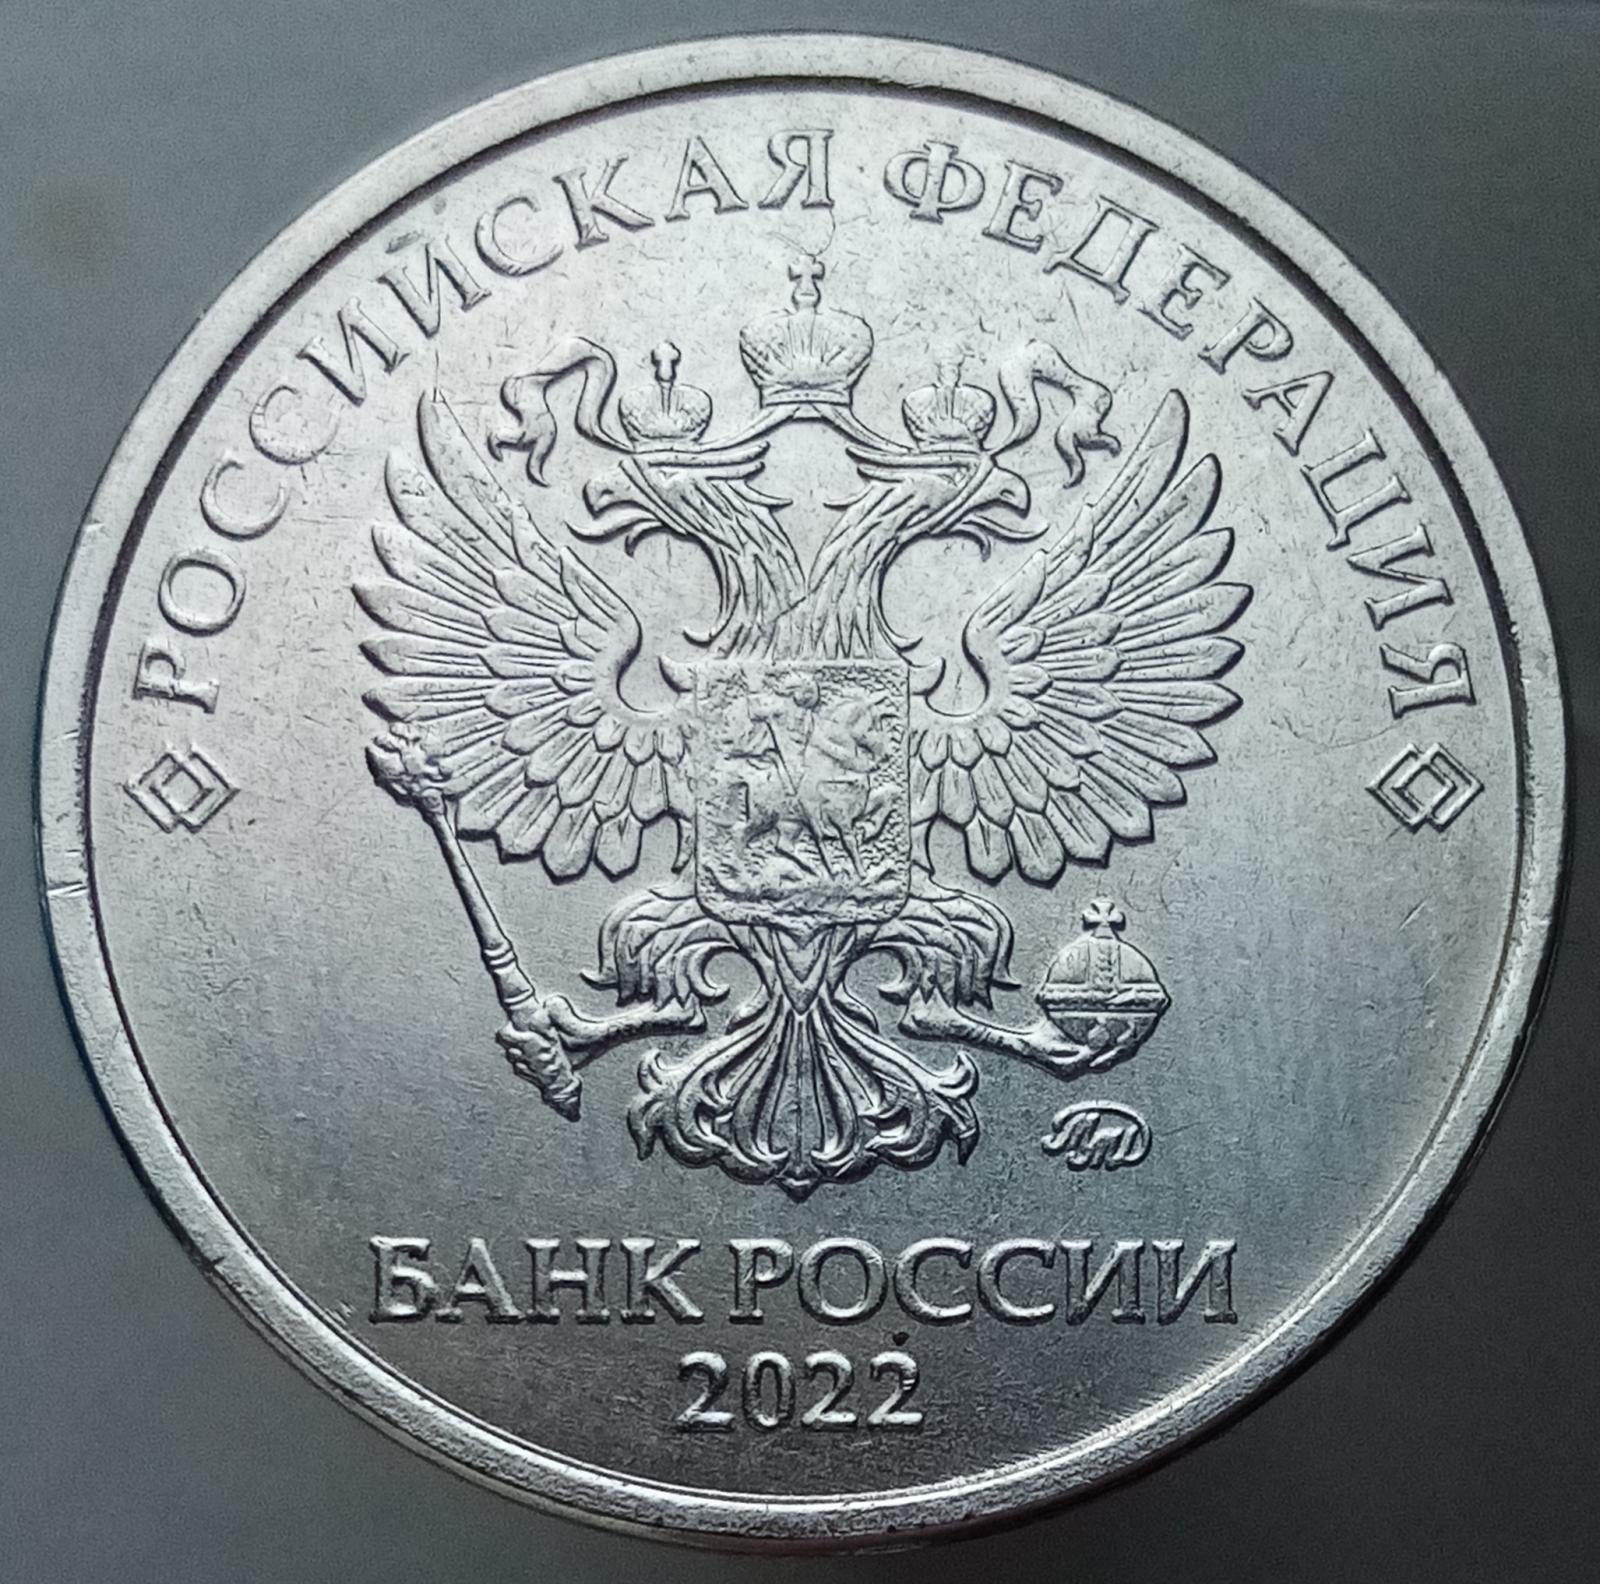 РОССИЙСКАЯ ФЕДЕРАЦИЯ
ММД
БАНК РОССИИ
2022